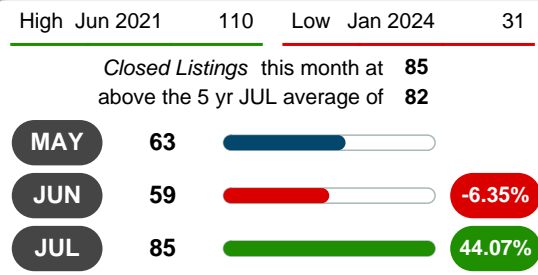 High Jun 2021 110 Low Jan 2024 31
Closed Listings this month at 85
above the 5 yr JUL average of 82
MAY 63
JUN 59 -6.35%
JUL 85 44.07%